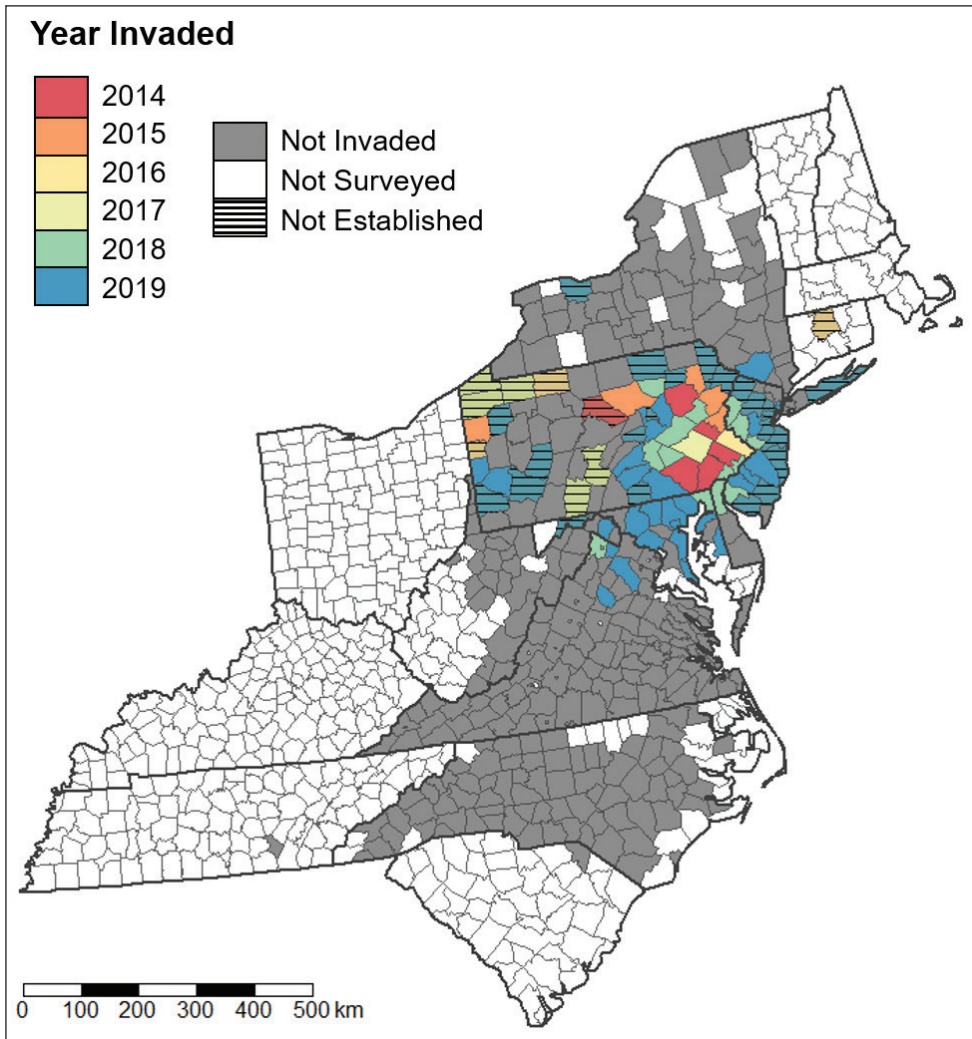 Year Invaded
2014
2015
2016
2017
2018
2019
Not Invaded
Not Surveyed
Not Established
0 100 200 300 400 500 km